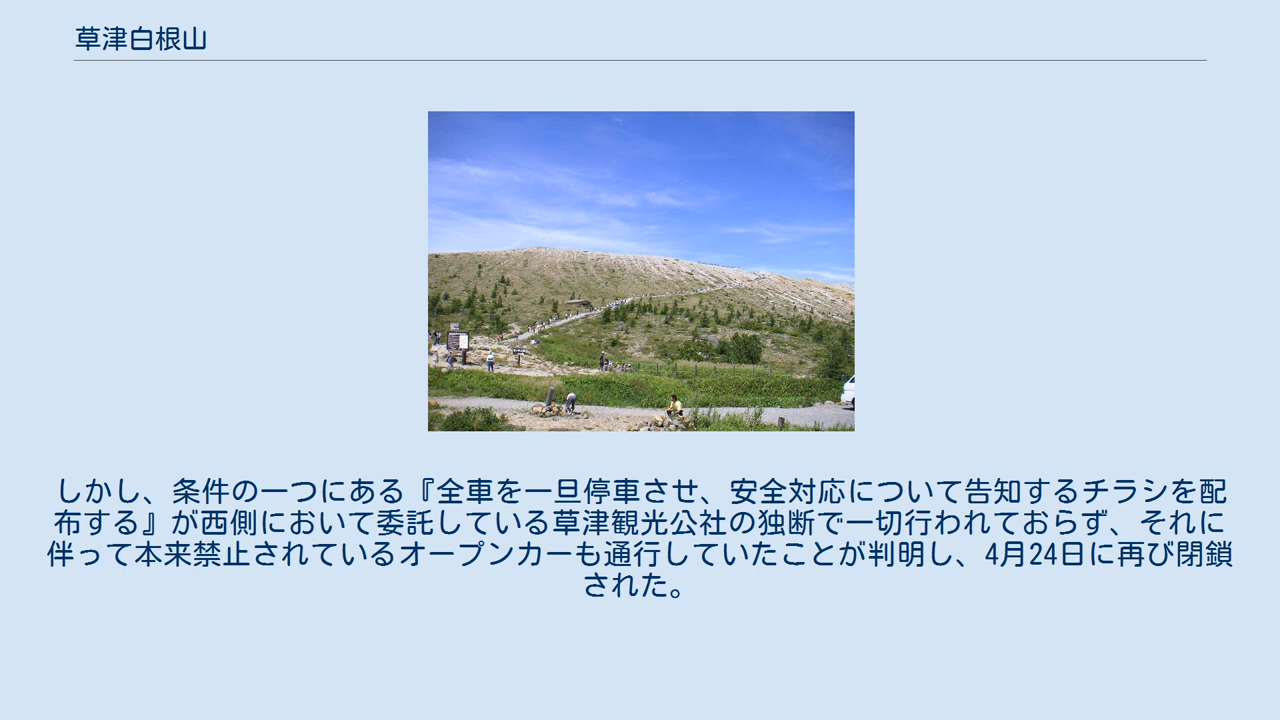 草津白根山
しかし、条件の一つにある『全車を一旦停車させ、安全対応について告知するチラシを配
布する』が西側において委託している草津観光公社の独断で一切行われておらず、それに
伴って本来禁止されているオープンカーも通行していたことが判明し、4月24日に再び閉鎖
された。